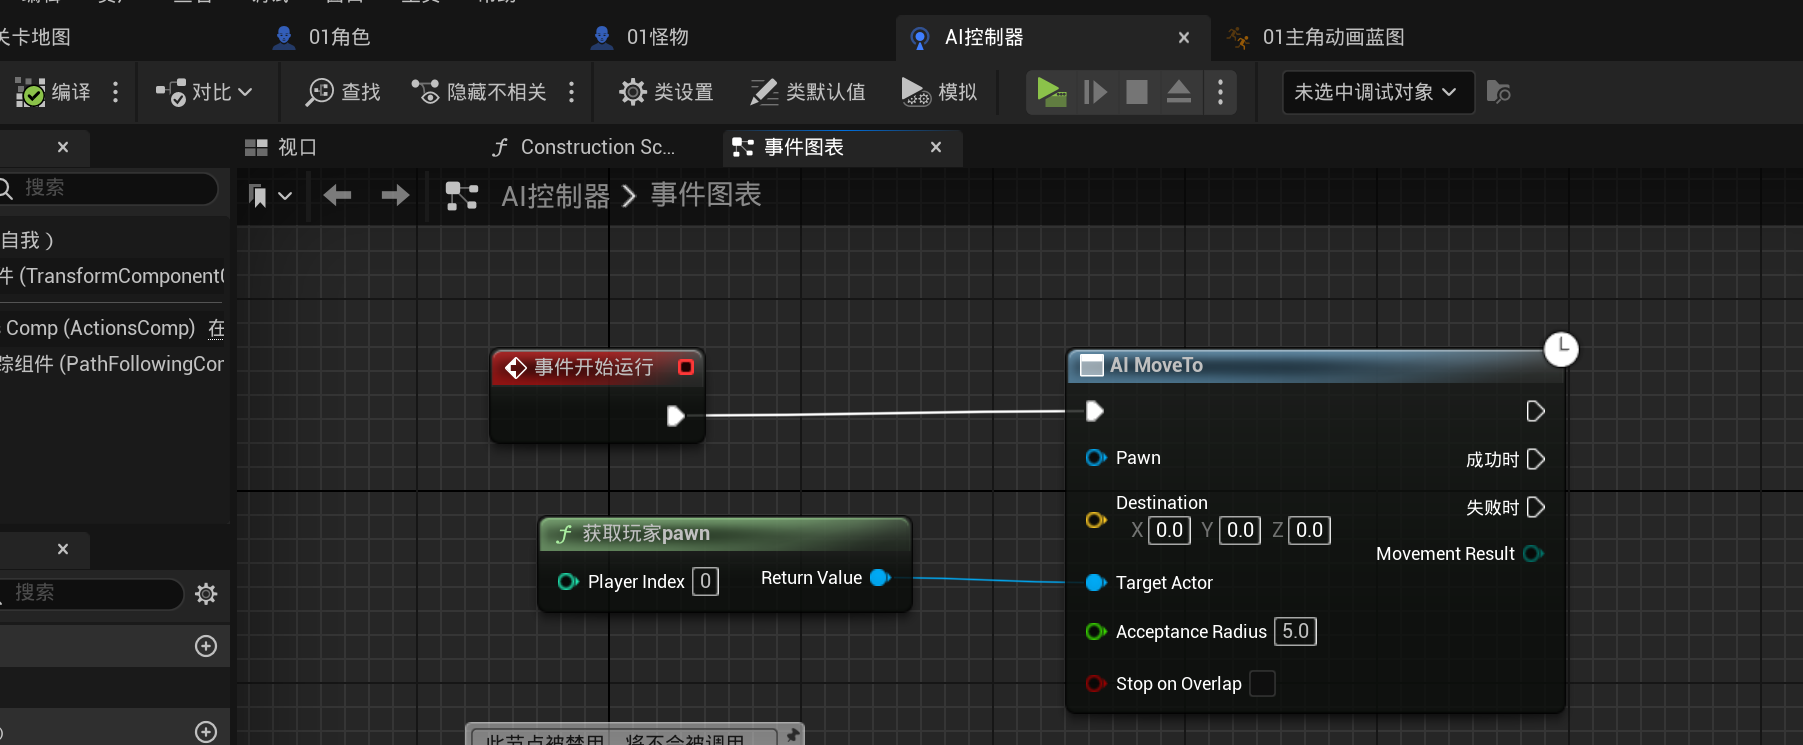 关卡地图
01角色
01怪物
AI控制器
01主角动画蓝图
编译
对比
查找
隐藏不相关
类设置
类默认值
模拟
未选中调试对象
视口
Construction Sc...
事件图表
搜索
AI控制器 > 事件图表
自我 )
件 (TransformComponent
Comp (ActionsComp) 在
踪组件 (PathFollowingCor
搜索
事件开始运行
获取玩家pawn
Player Index 0
Return Value
AI MoveTo
Pawn
成功时
Destination
X 0.0 Y 0.0 Z 0.0
失败时
Movement Result
Target Actor
Acceptance Radius 5.0
Stop on Overlap
此节点被禁用，将不会被调用